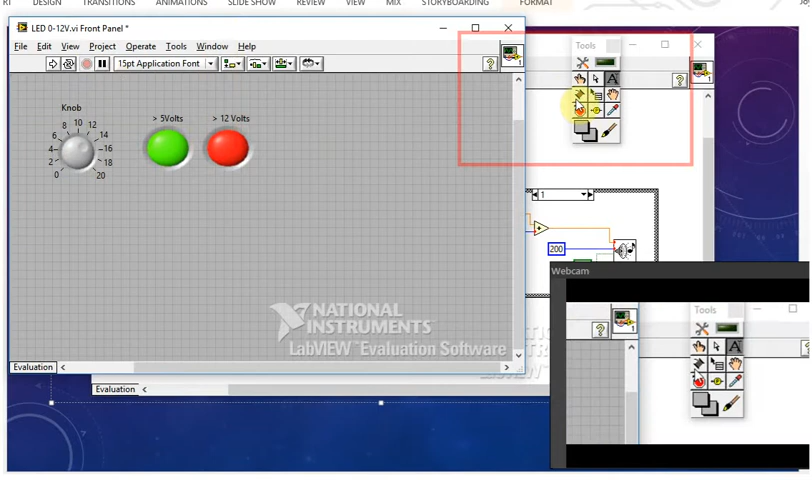 RT DESIGN TRANSITIONS ANIMATIONS SLIDE SHOW REVIEW VIEW MIX STORYBOARDING FORMAT
LED 0-12V.vi Front Panel *
File Edit View Project Operate Tools Window Help
15pt Application Font
Tools
A
Knob
0 2 4 6 8 10 12 14 16 18 20
> 5Volts
> 12 Volts
1
200
NATIONAL
INSTRUMENTS
LabVIEW™ Evaluation Software
Evaluation
Evaluation
Webcam
Tools
A